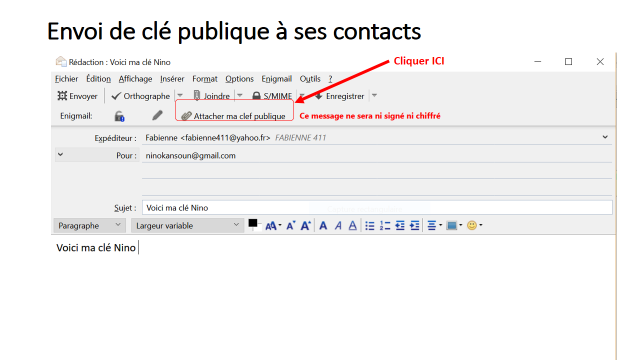 Envoi de clé publique à ses contacts
Cliquer ICI
Rédaction : Voici ma clé Nino
Fichier Édition Affichage Insérer Format Options Enigmail Outils ?
Envoyer Orthographe Joindre S/MIME Enregistrer
Enigmail: Attacher ma clef publique Ce message ne sera ni signé ni chiffré
Expéditeur : Fabienne <fabienne411@yahoo.fr> FABIENNE 411
Pour : ninokansoun@gmail.com
Sujet : Voici ma clé Nino
Paragraphe Largeur variable
Voici ma clé Nino